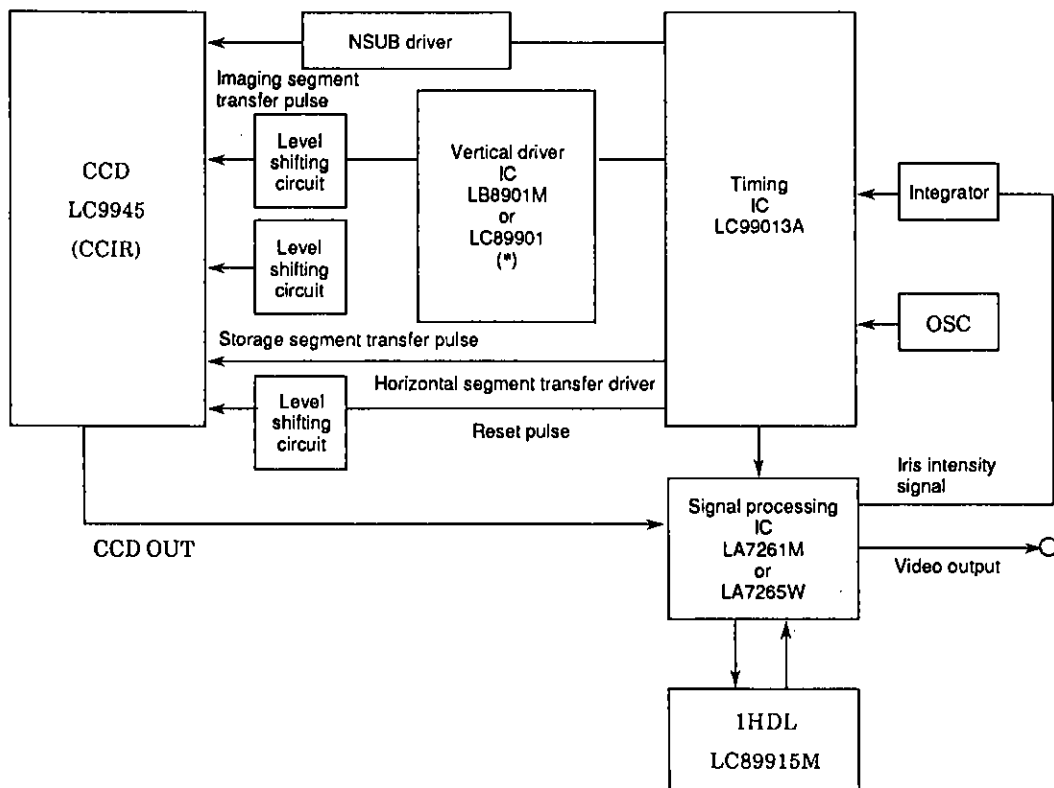 NSUB driver
Imaging segment
transfer pulse
CCD
LC9945
(CCIR)
Level
shifting
circuit
Vertical driver
IC
LB8901M
or
LC89901
(*)
Timing
IC
LC99013A
Integrator
Level
shifting
circuit
OSC
Storage segment transfer pulse
Horizontal segment transfer driver
Level
shifting
circuit
Reset pulse
Iris intensity
signal
CCD OUT
Signal processing
IC
LA7261M
or
LA7265W
Video output
1HDL
LC89915M